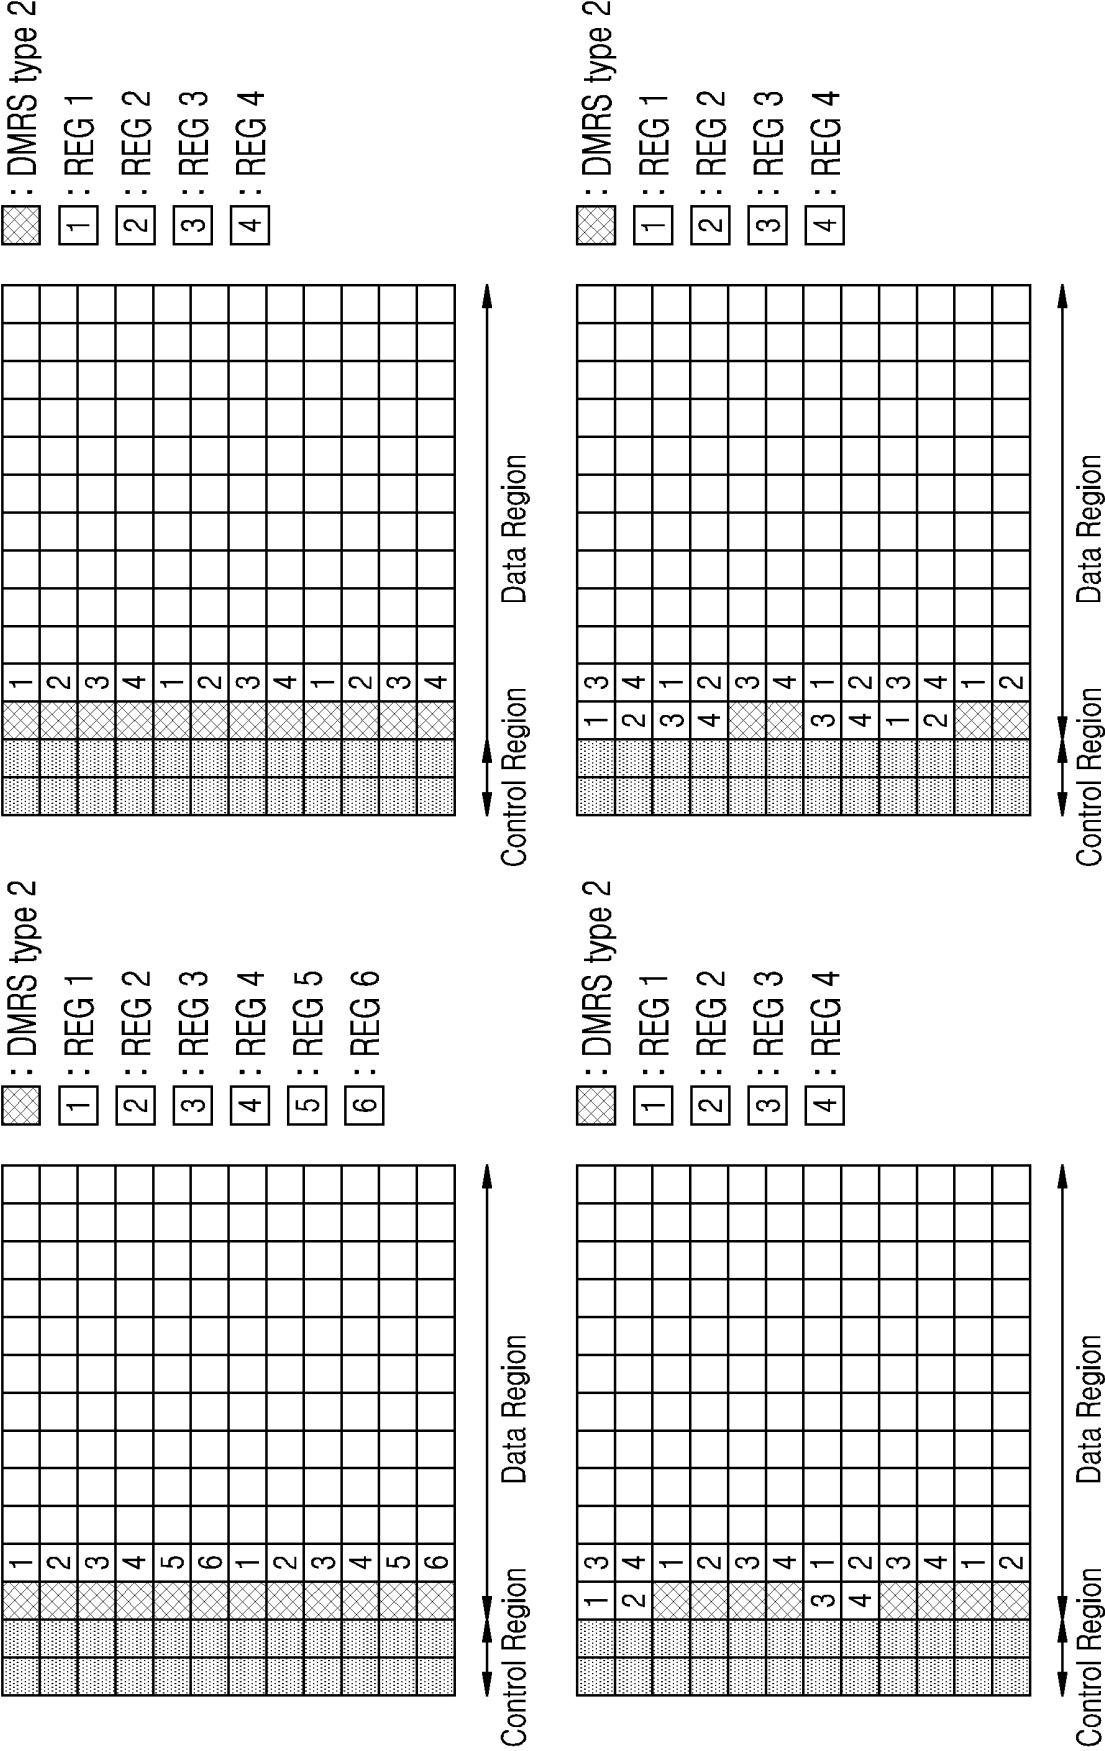 1
2
3
4
5
6
1
2
3
4
5
6
: DMRS type 2
1 : REG 1
2 : REG 2
3 : REG 3
4 : REG 4
5 : REG 5
6 : REG 6
Control Region Data Region
1
2
3
4
1
2
3
4
1
2
3
4
: DMRS type 2
1 : REG 1
2 : REG 2
3 : REG 3
4 : REG 4
Control Region Data Region
1 3
2 4
1
2
3
4
3 1
4 2
3
4
1
2
: DMRS type 2
1 : REG 1
2 : REG 2
3 : REG 3
4 : REG 4
Control Region Data Region
1 3
2 4
3 1
4 2
3
4
3 1
4 2
1 3
2 4
1
2
: DMRS type 2
1 : REG 1
2 : REG 2
3 : REG 3
4 : REG 4
Control Region Data Region